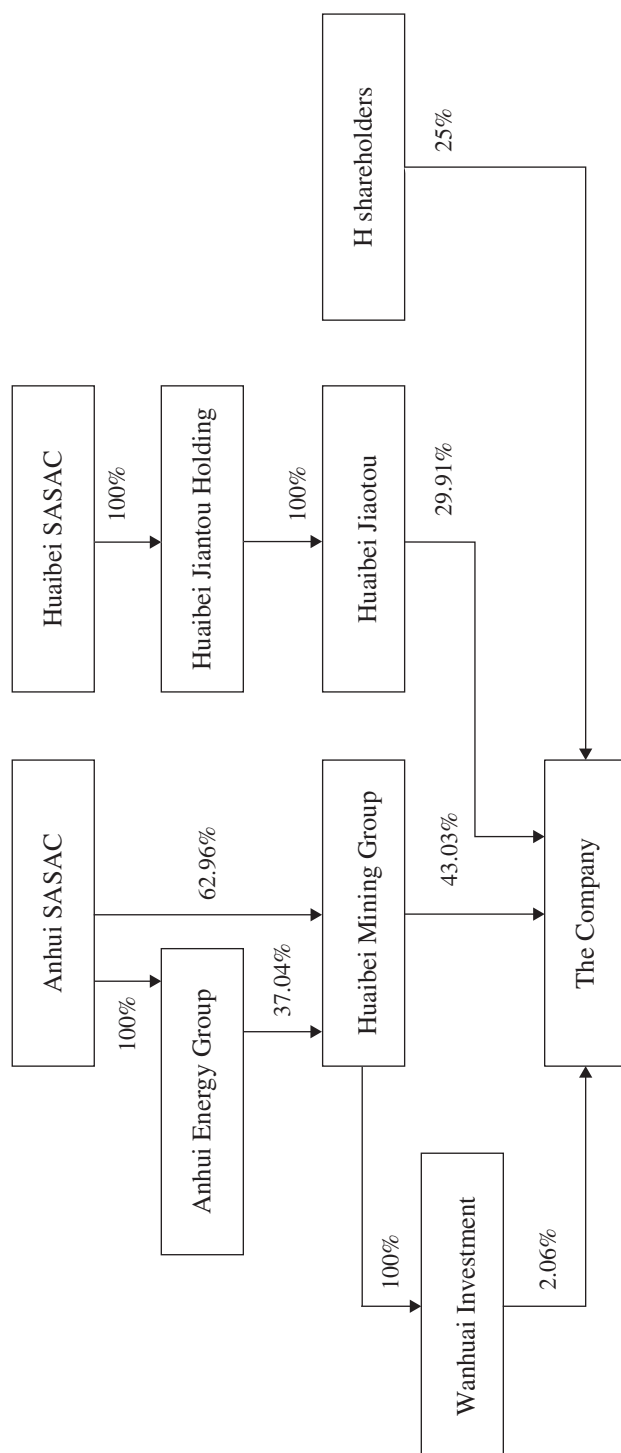 Anhui SASAC
Huaibei SASAC
100%
62.96%
100%
Anhui Energy Group
Huaibei Jiantou Holding
37.04%
100%
Huaibei Mining Group
Huaibei Jiaotou
H shareholders
100%
43.03%
29.91%
25%
Wanhuai Investment
2.06%
The Company